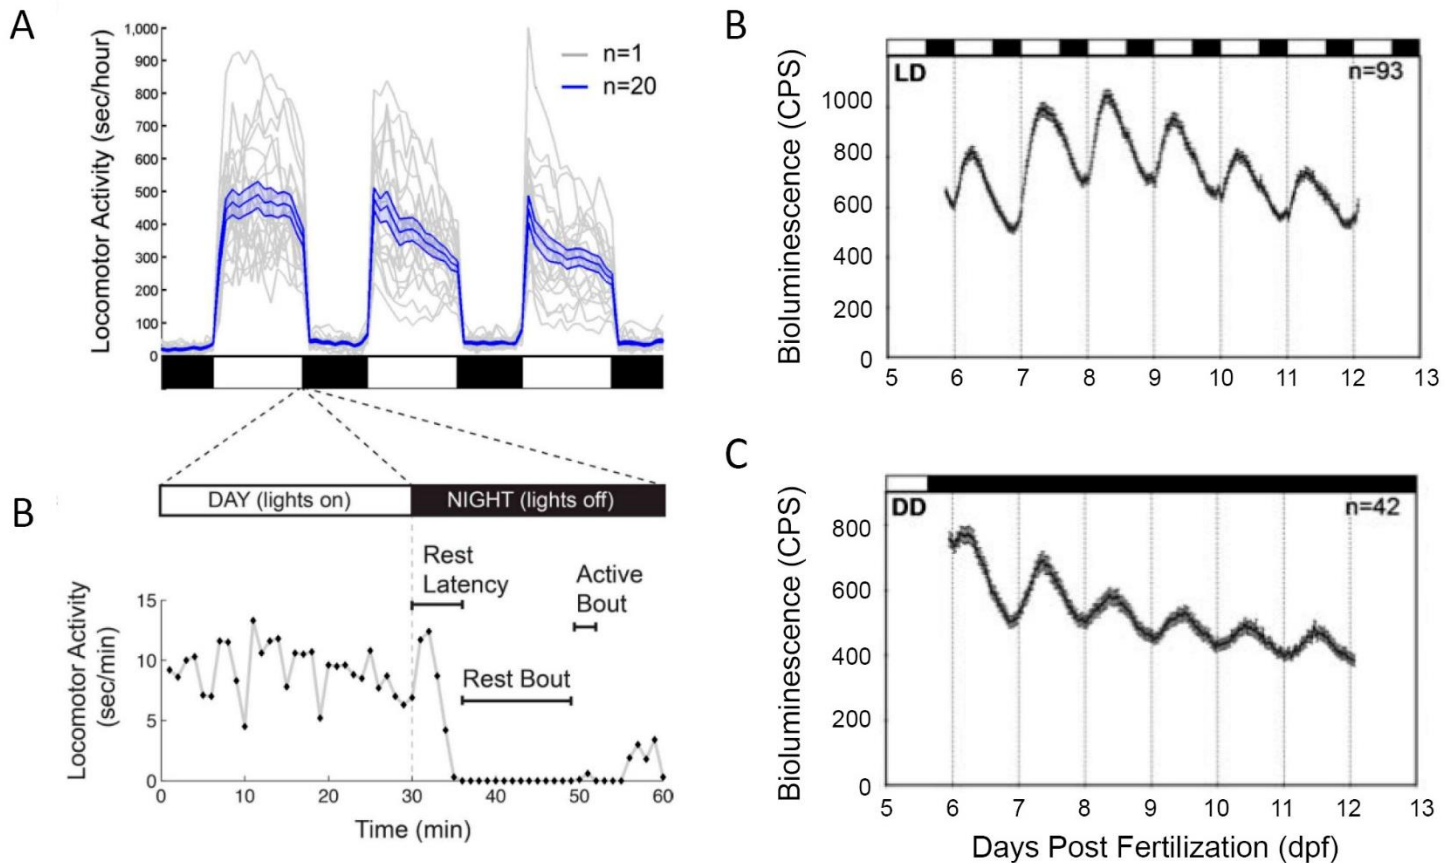 A
Locomotor Activity (sec/hour)
1,000
900
800
700
600
500
400
300
200
100
0
n=1
n=20
DAY (lights on)
NIGHT (lights off)
B
Locomotor Activity
(sec/min)
15
10
5
0
Rest
Latency
Active
Bout
Rest Bout
0
10
20
30
40
50
60
Time (min)
B
LD
n=93
Bioluminescence (CPS)
1000
800
600
400
200
0
5
6
7
8
9
10
11
12
13
C
DD
n=42
Bioluminescence (CPS)
800
600
400
200
0
5
6
7
8
9
10
11
12
13
Days Post Fertilization (dpf)